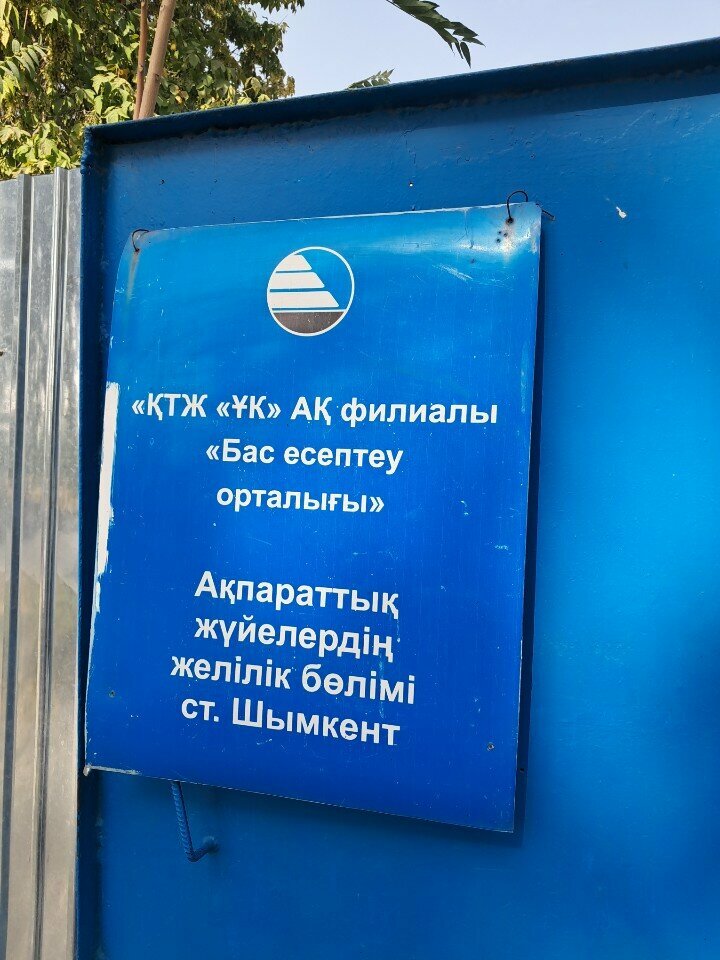 «ҚТЖ «ҰК» АҚ филиалы
«Бас есептеу
орталығы»
Ақпараттық
жүйелердің
желілік бөлімі
ст. Шымкент